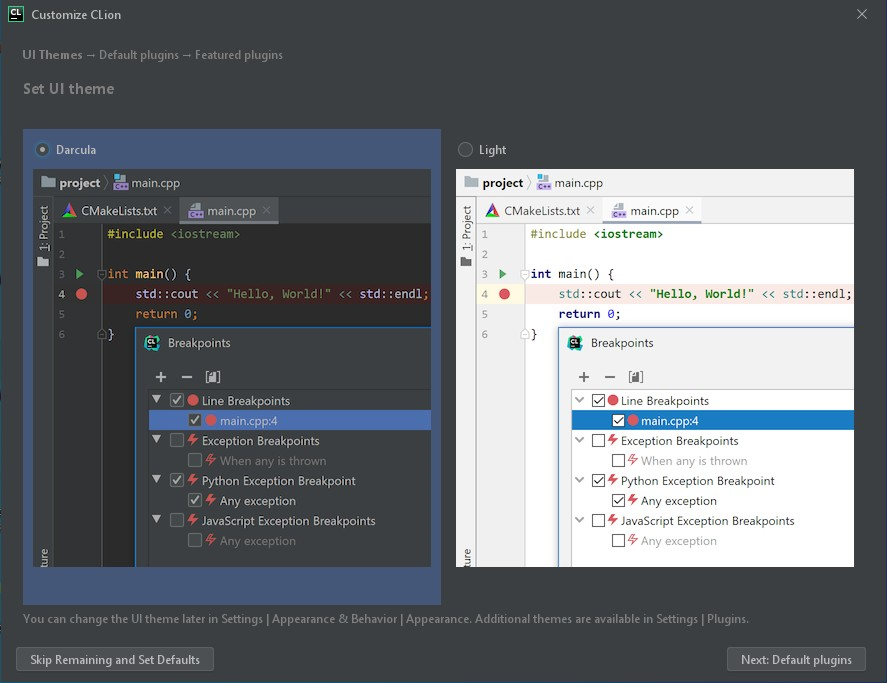 CL Customize CLion
UI Themes → Default plugins → Featured plugins
Set UI theme
Darcula
project main.cpp
CMakeLists.txt main.cpp
1: Project
1 #include <iostream>
2
3 int main() {
4 std::cout << "Hello, World!" << std::endl;
5 return 0;
6 }
CL Breakpoints
Line Breakpoints
main.cpp:4
Exception Breakpoints
When any is thrown
Python Exception Breakpoint
Any exception
JavaScript Exception Breakpoints
Any exception
ture
Light
project main.cpp
CMakeLists.txt main.cpp
1: Project
1 #include <iostream>
2
3 int main() {
4 std::cout << "Hello, World!" << std::endl;
5 return 0;
6 }
CL Breakpoints
Line Breakpoints
main.cpp:4
Exception Breakpoints
When any is thrown
Python Exception Breakpoint
Any exception
JavaScript Exception Breakpoints
Any exception
ture
You can change the UI theme later in Settings | Appearance & Behavior | Appearance. Additional themes are available in Settings | Plugins.
Skip Remaining and Set Defaults Next: Default plugins